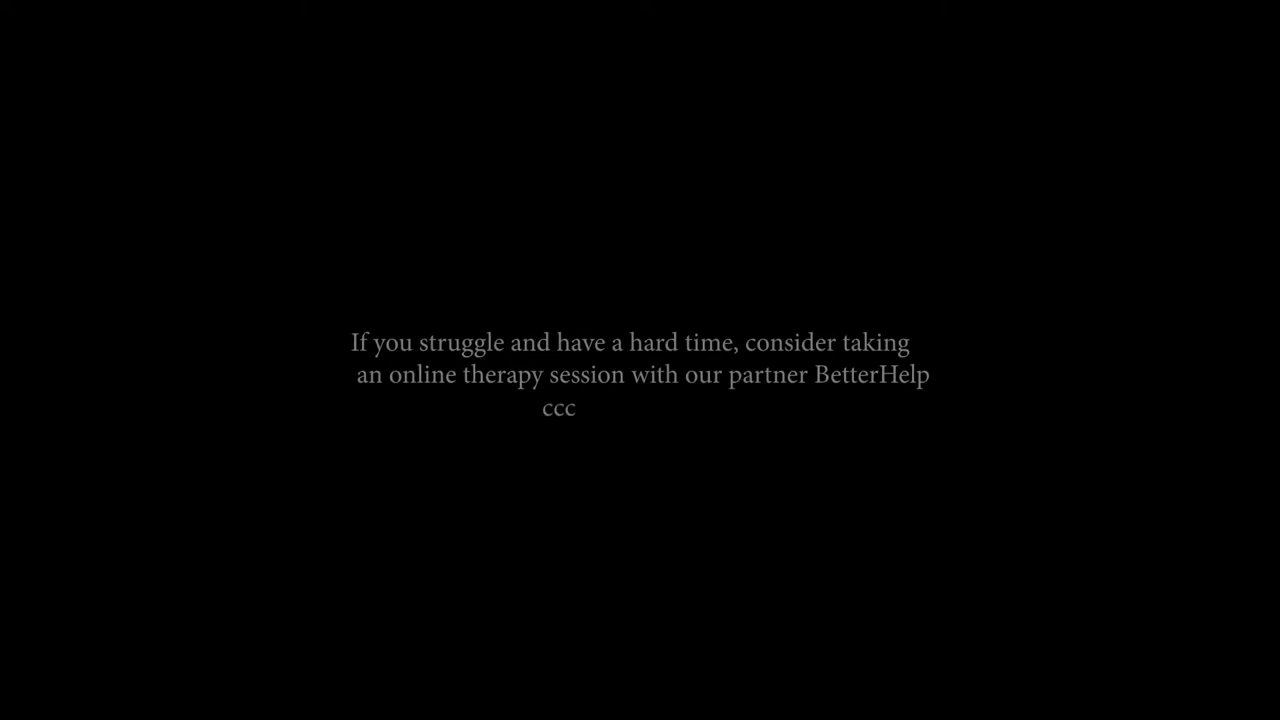 If you struggle and have a hard time, consider taking
an online therapy session with our partner BetterHelp
ccc